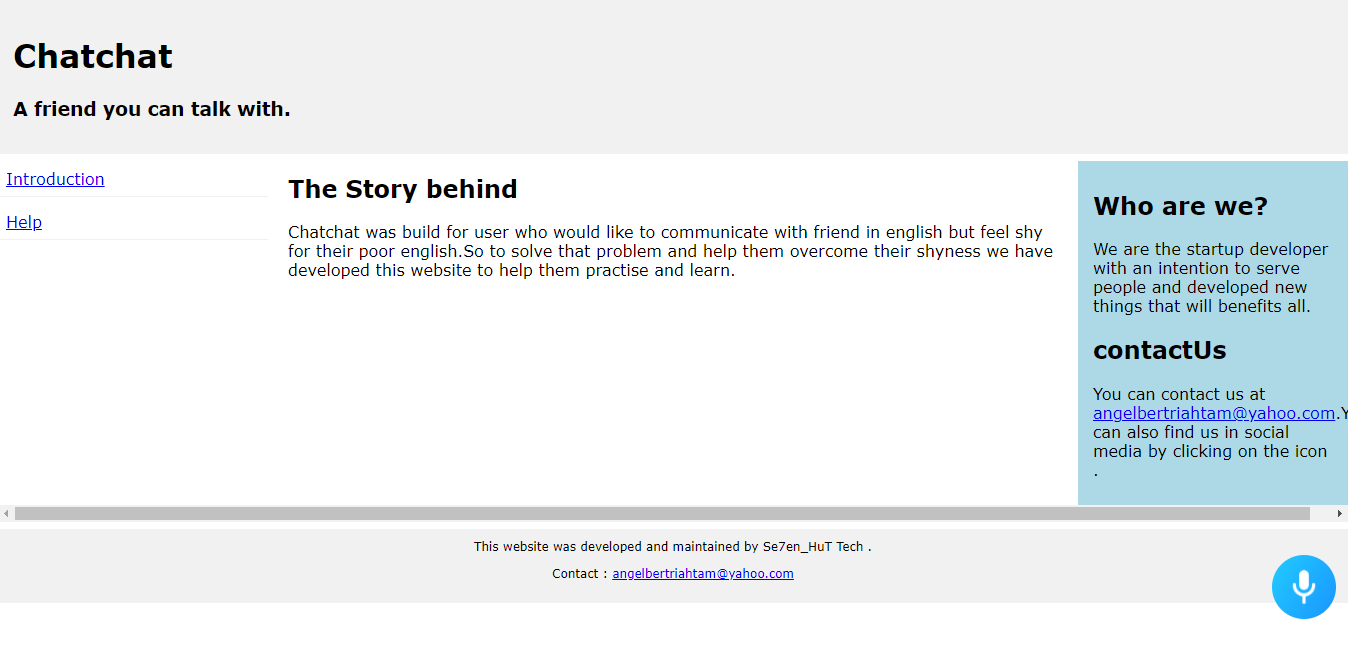 Chatchat
A friend you can talk with.
Introduction
Help
The Story behind
Chatchat was build for user who would like to communicate with friend in english but feel shy
for their poor english.So to solve that problem and help them overcome their shyness we have
developed this website to help them practise and learn.
Who are we?
We are the startup developer
with an intention to serve
people and developed new
things that will benefits all.
contactUs
You can contact us at
angelbertriahtam@yahoo.com.
can also find us in social
media by clicking on the icon
.
This website was developed and maintained by Se7en_HuT Tech .
Contact : angelbertriahtam@yahoo.com